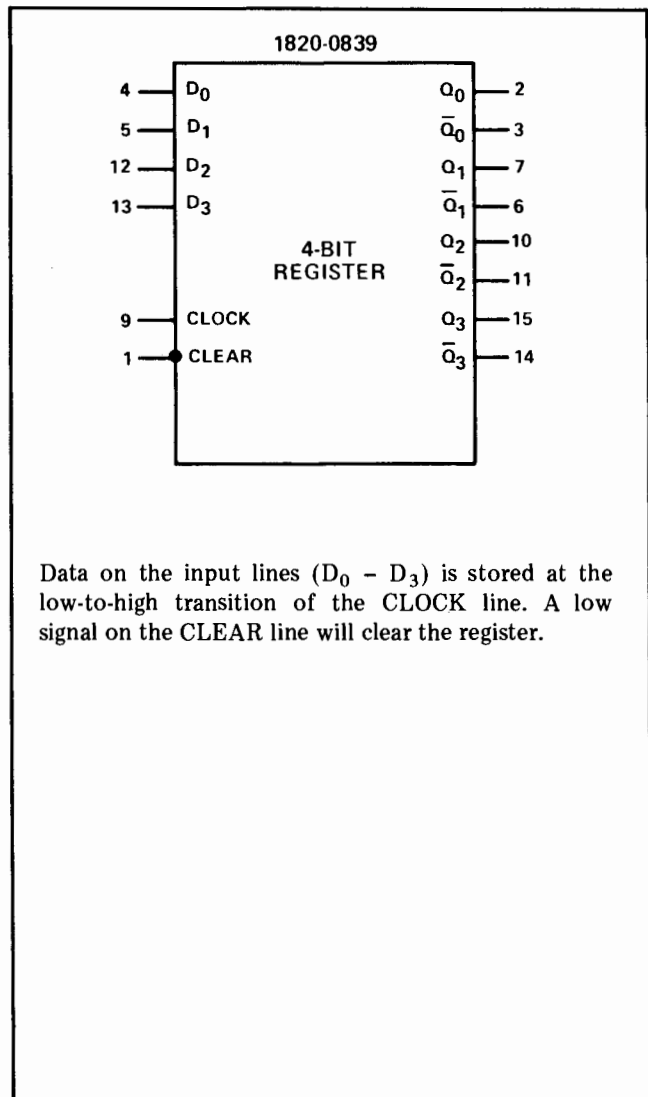 1820-0839
4 D₀ Q₀ 2
5 D₁ Q̅₀ 3
12 D₂ Q₁ 7
13 D₃ Q̅₁ 6
Q₂ 10
4-BIT
REGISTER
Q̅₂ 11
9 CLOCK Q₃ 15
1 CLEAR Q̅₃ 14
Data on the input lines (D₀ – D₃) is stored at the
low-to-high transition of the CLOCK line. A low
signal on the CLEAR line will clear the register.